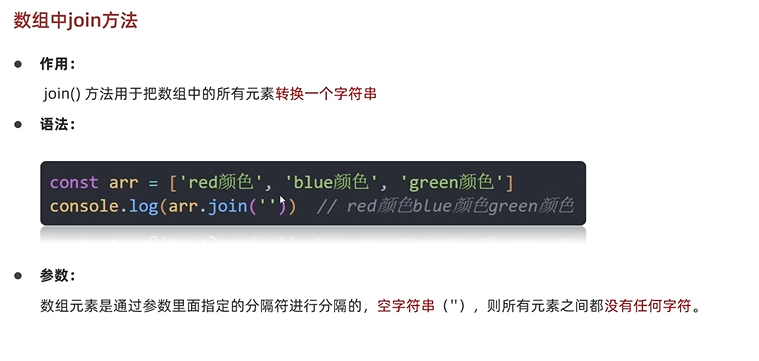 数组中join方法
● 作用：
join() 方法用于把数组中的所有元素转换一个字符串
● 语法：
const arr = ['red颜色', 'blue颜色', 'green颜色']
console.log(arr.join(''))  // red颜色blue颜色green颜色
● 参数：
数组元素是通过参数里面指定的分隔符进行分隔的，空字符串（''），则所有元素之间都没有任何字符。